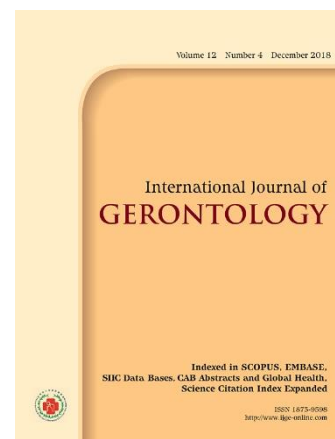 Volume 12 Number 4 December 2018
International Journal of
GERONTOLOGY
Indexed in SCOPUS, EMBASE,
SIIC Data Bases, CAB Abstracts and Global Health,
Science Citation Index Expanded
ISSN 1873-9598
http://www.ijge-online.com